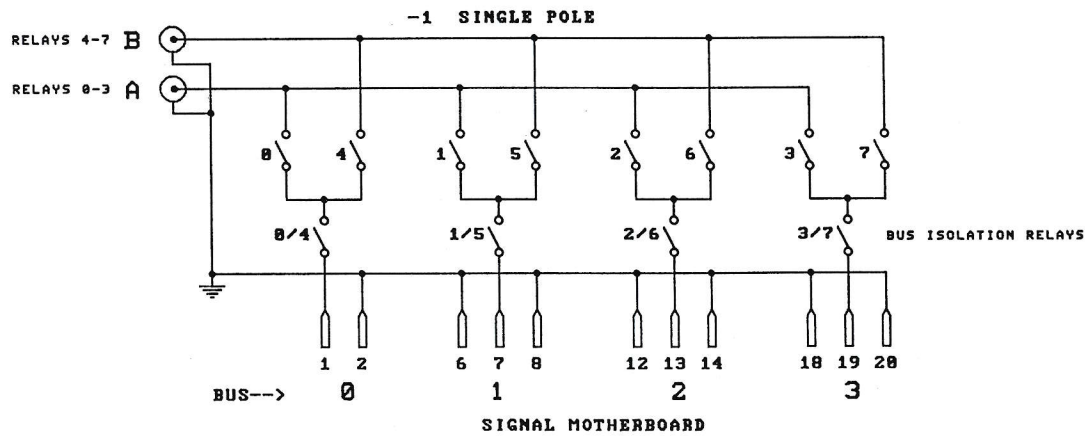 -1 SINGLE POLE
RELAYS 4-7 B
RELAYS 0-3 A
0 4 1 5 2 6 3 7
0/4 1/5 2/6 3/7 BUS ISOLATION RELAYS
1 2 6 7 8 12 13 14 18 19 20
BUS--> 0 1 2 3
SIGNAL MOTHERBOARD